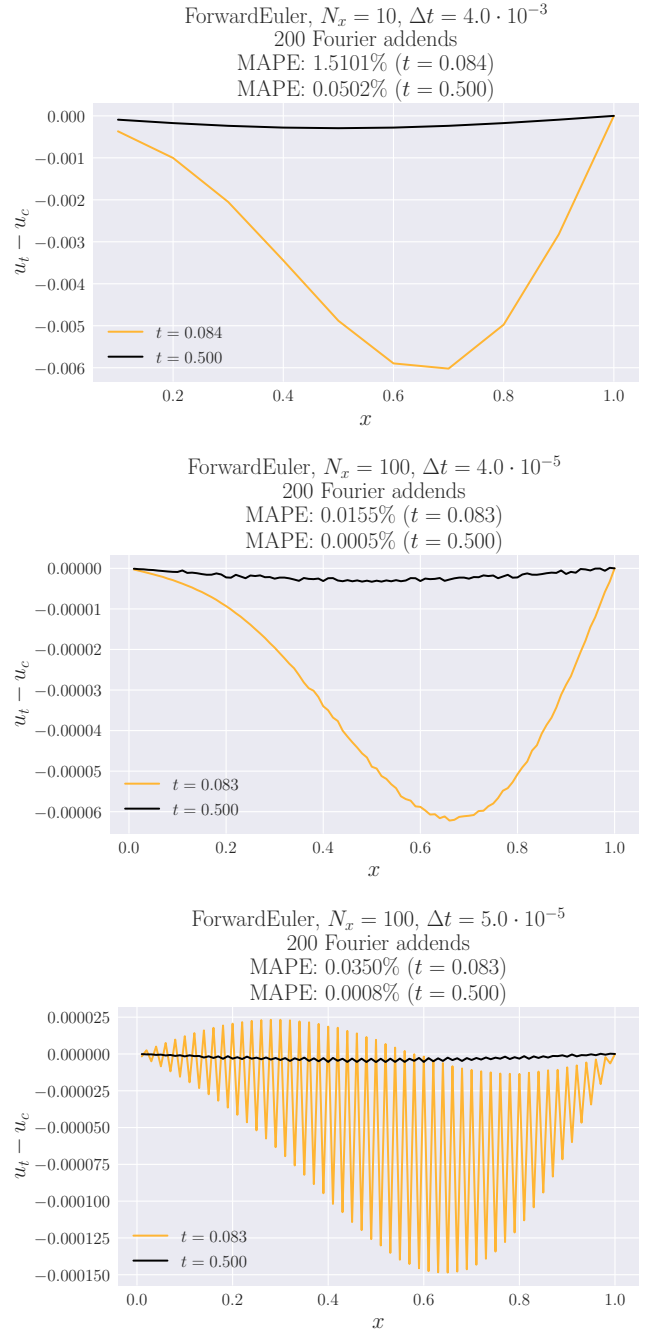 ForwardEuler, $N_x = 10$, $\Delta t = 4.0 \cdot 10^{-3}$
200 Fourier addends
MAPE: 1.5101% ($t = 0.084$)
MAPE: 0.0502% ($t = 0.500$)
0.000
−0.001
−0.002
−0.003
−0.004
−0.005
−0.006
$u_t - u_c$
$t = 0.084$
$t = 0.500$
0.2 0.4 0.6 0.8 1.0
$x$
ForwardEuler, $N_x = 100$, $\Delta t = 4.0 \cdot 10^{-5}$
200 Fourier addends
MAPE: 0.0155% ($t = 0.083$)
MAPE: 0.0005% ($t = 0.500$)
0.00000
−0.00001
−0.00002
−0.00003
−0.00004
−0.00005
−0.00006
$u_t - u_c$
$t = 0.083$
$t = 0.500$
0.0 0.2 0.4 0.6 0.8 1.0
$x$
ForwardEuler, $N_x = 100$, $\Delta t = 5.0 \cdot 10^{-5}$
200 Fourier addends
MAPE: 0.0350% ($t = 0.083$)
MAPE: 0.0008% ($t = 0.500$)
0.000025
0.000000
−0.000025
−0.000050
−0.000075
−0.000100
−0.000125
−0.000150
$u_t - u_c$
$t = 0.083$
$t = 0.500$
0.0 0.2 0.4 0.6 0.8 1.0
$x$